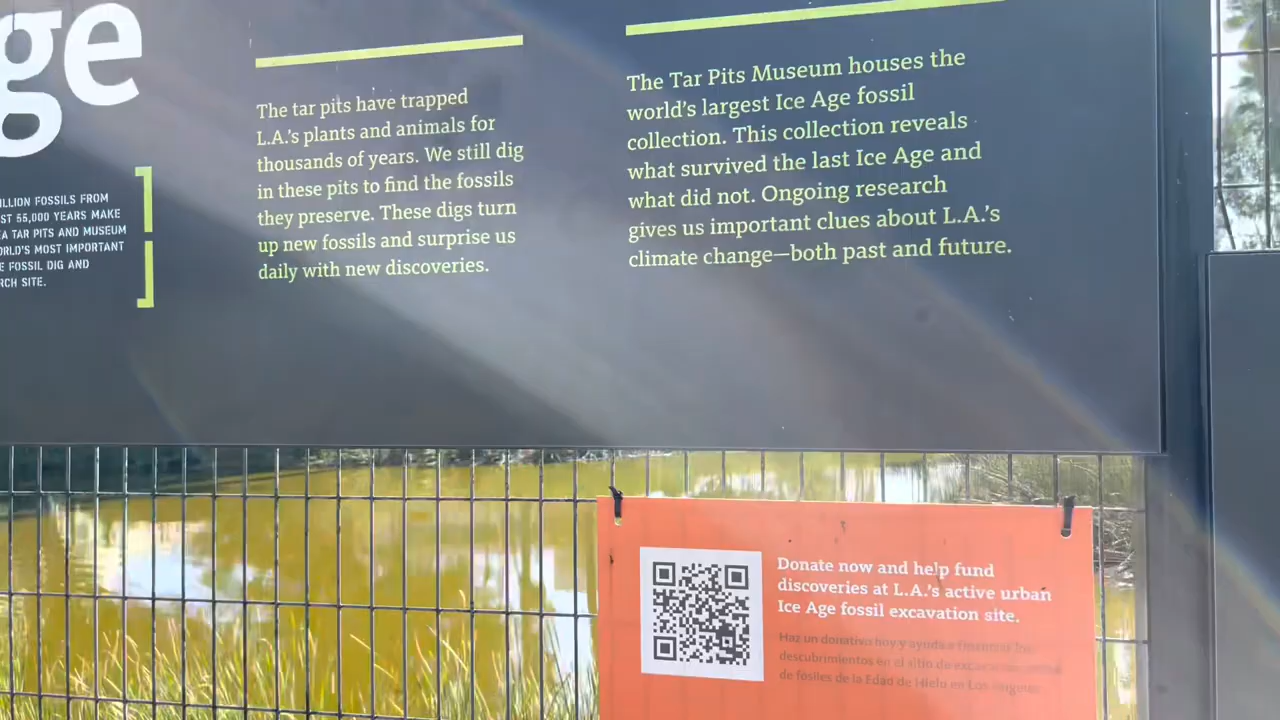 ge
ILLION FOSSILS FROM
ST 55,000 YEARS MAKE
A TAR PITS AND MUSEUM
ORLD'S MOST IMPORTANT
E FOSSIL DIG AND
RCH SITE.
The tar pits have trapped
L.A.'s plants and animals for
thousands of years. We still dig
in these pits to find the fossils
they preserve. These digs turn
up new fossils and surprise us
daily with new discoveries.
The Tar Pits Museum houses the
world's largest Ice Age fossil
collection. This collection reveals
what survived the last Ice Age and
what did not. Ongoing research
gives us important clues about L.A.'s
climate change—both past and future.
Donate now and help fund
discoveries at L.A.'s active urban
Ice Age fossil excavation site.
Haz un donativo hoy y ayuda a financiar los
descubrimientos en el sitio de
de fósiles de la Edad de Hielo en Los